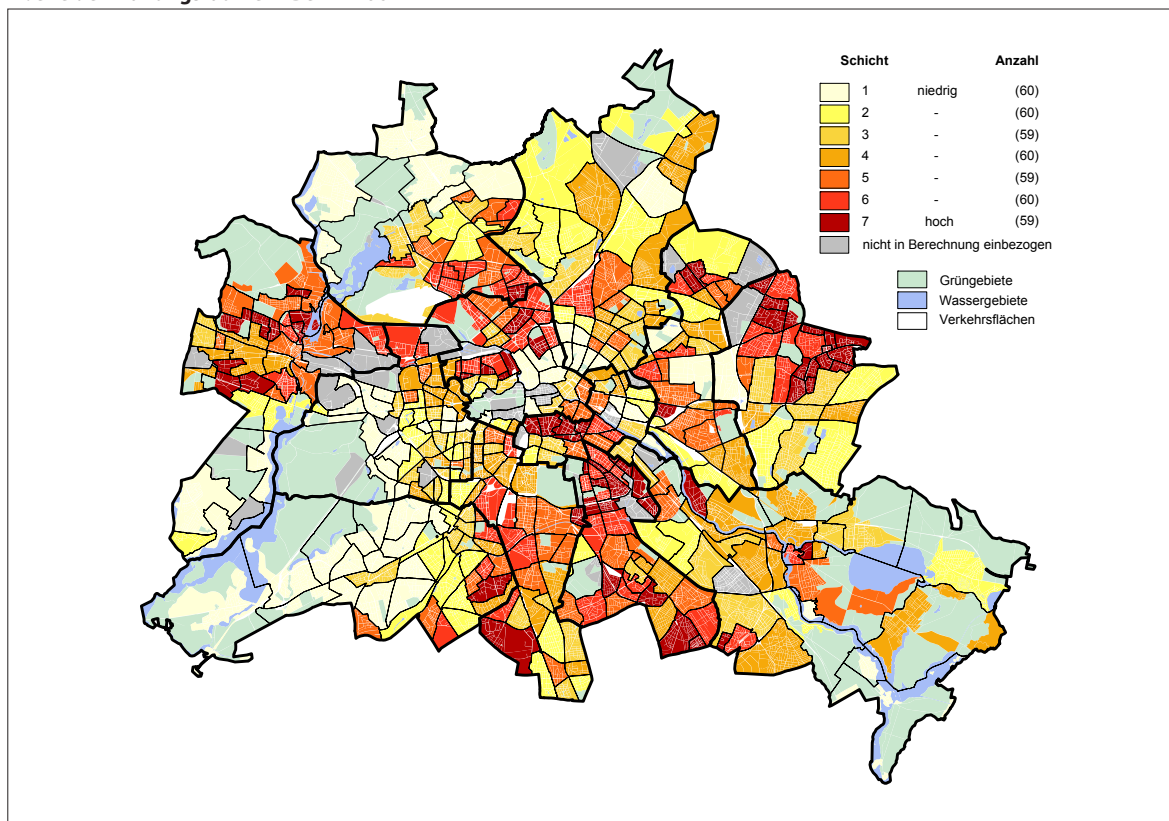 Schicht Anzahl
1 niedrig (60)
2 - (60)
3 - (59)
4 - (60)
5 - (59)
6 - (60)
7 hoch (59)
nicht in Berechnung einbezogen
Grüngebiete
Wassergebiete
Verkehrsflächen